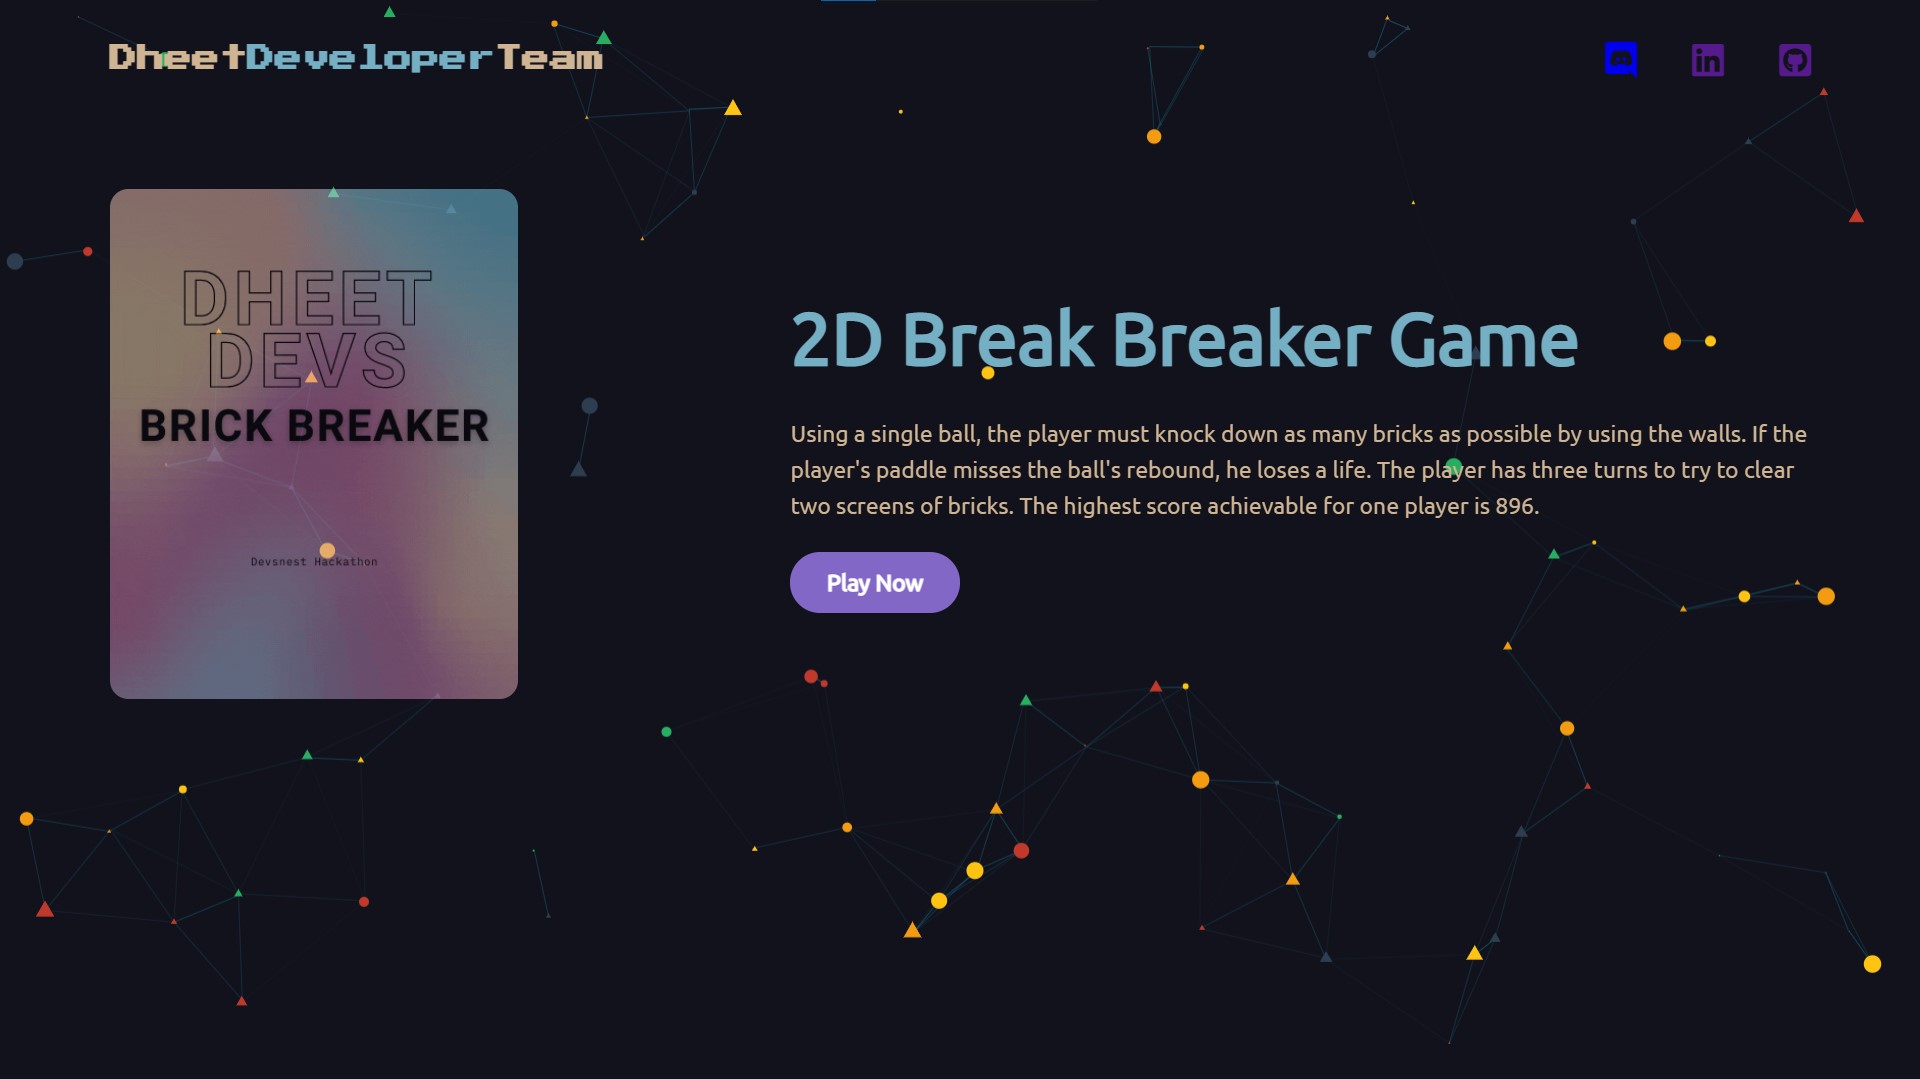 DheetDeveloperTeam
DHEET
DEVS
BRICK BREAKER
Devsnest Hackathon
2D Break Breaker Game
Using a single ball, the player must knock down as many bricks as possible by using the walls. If the
player's paddle misses the ball's rebound, he loses a life. The player has three turns to try to clear
two screens of bricks. The highest score achievable for one player is 896.
Play Now